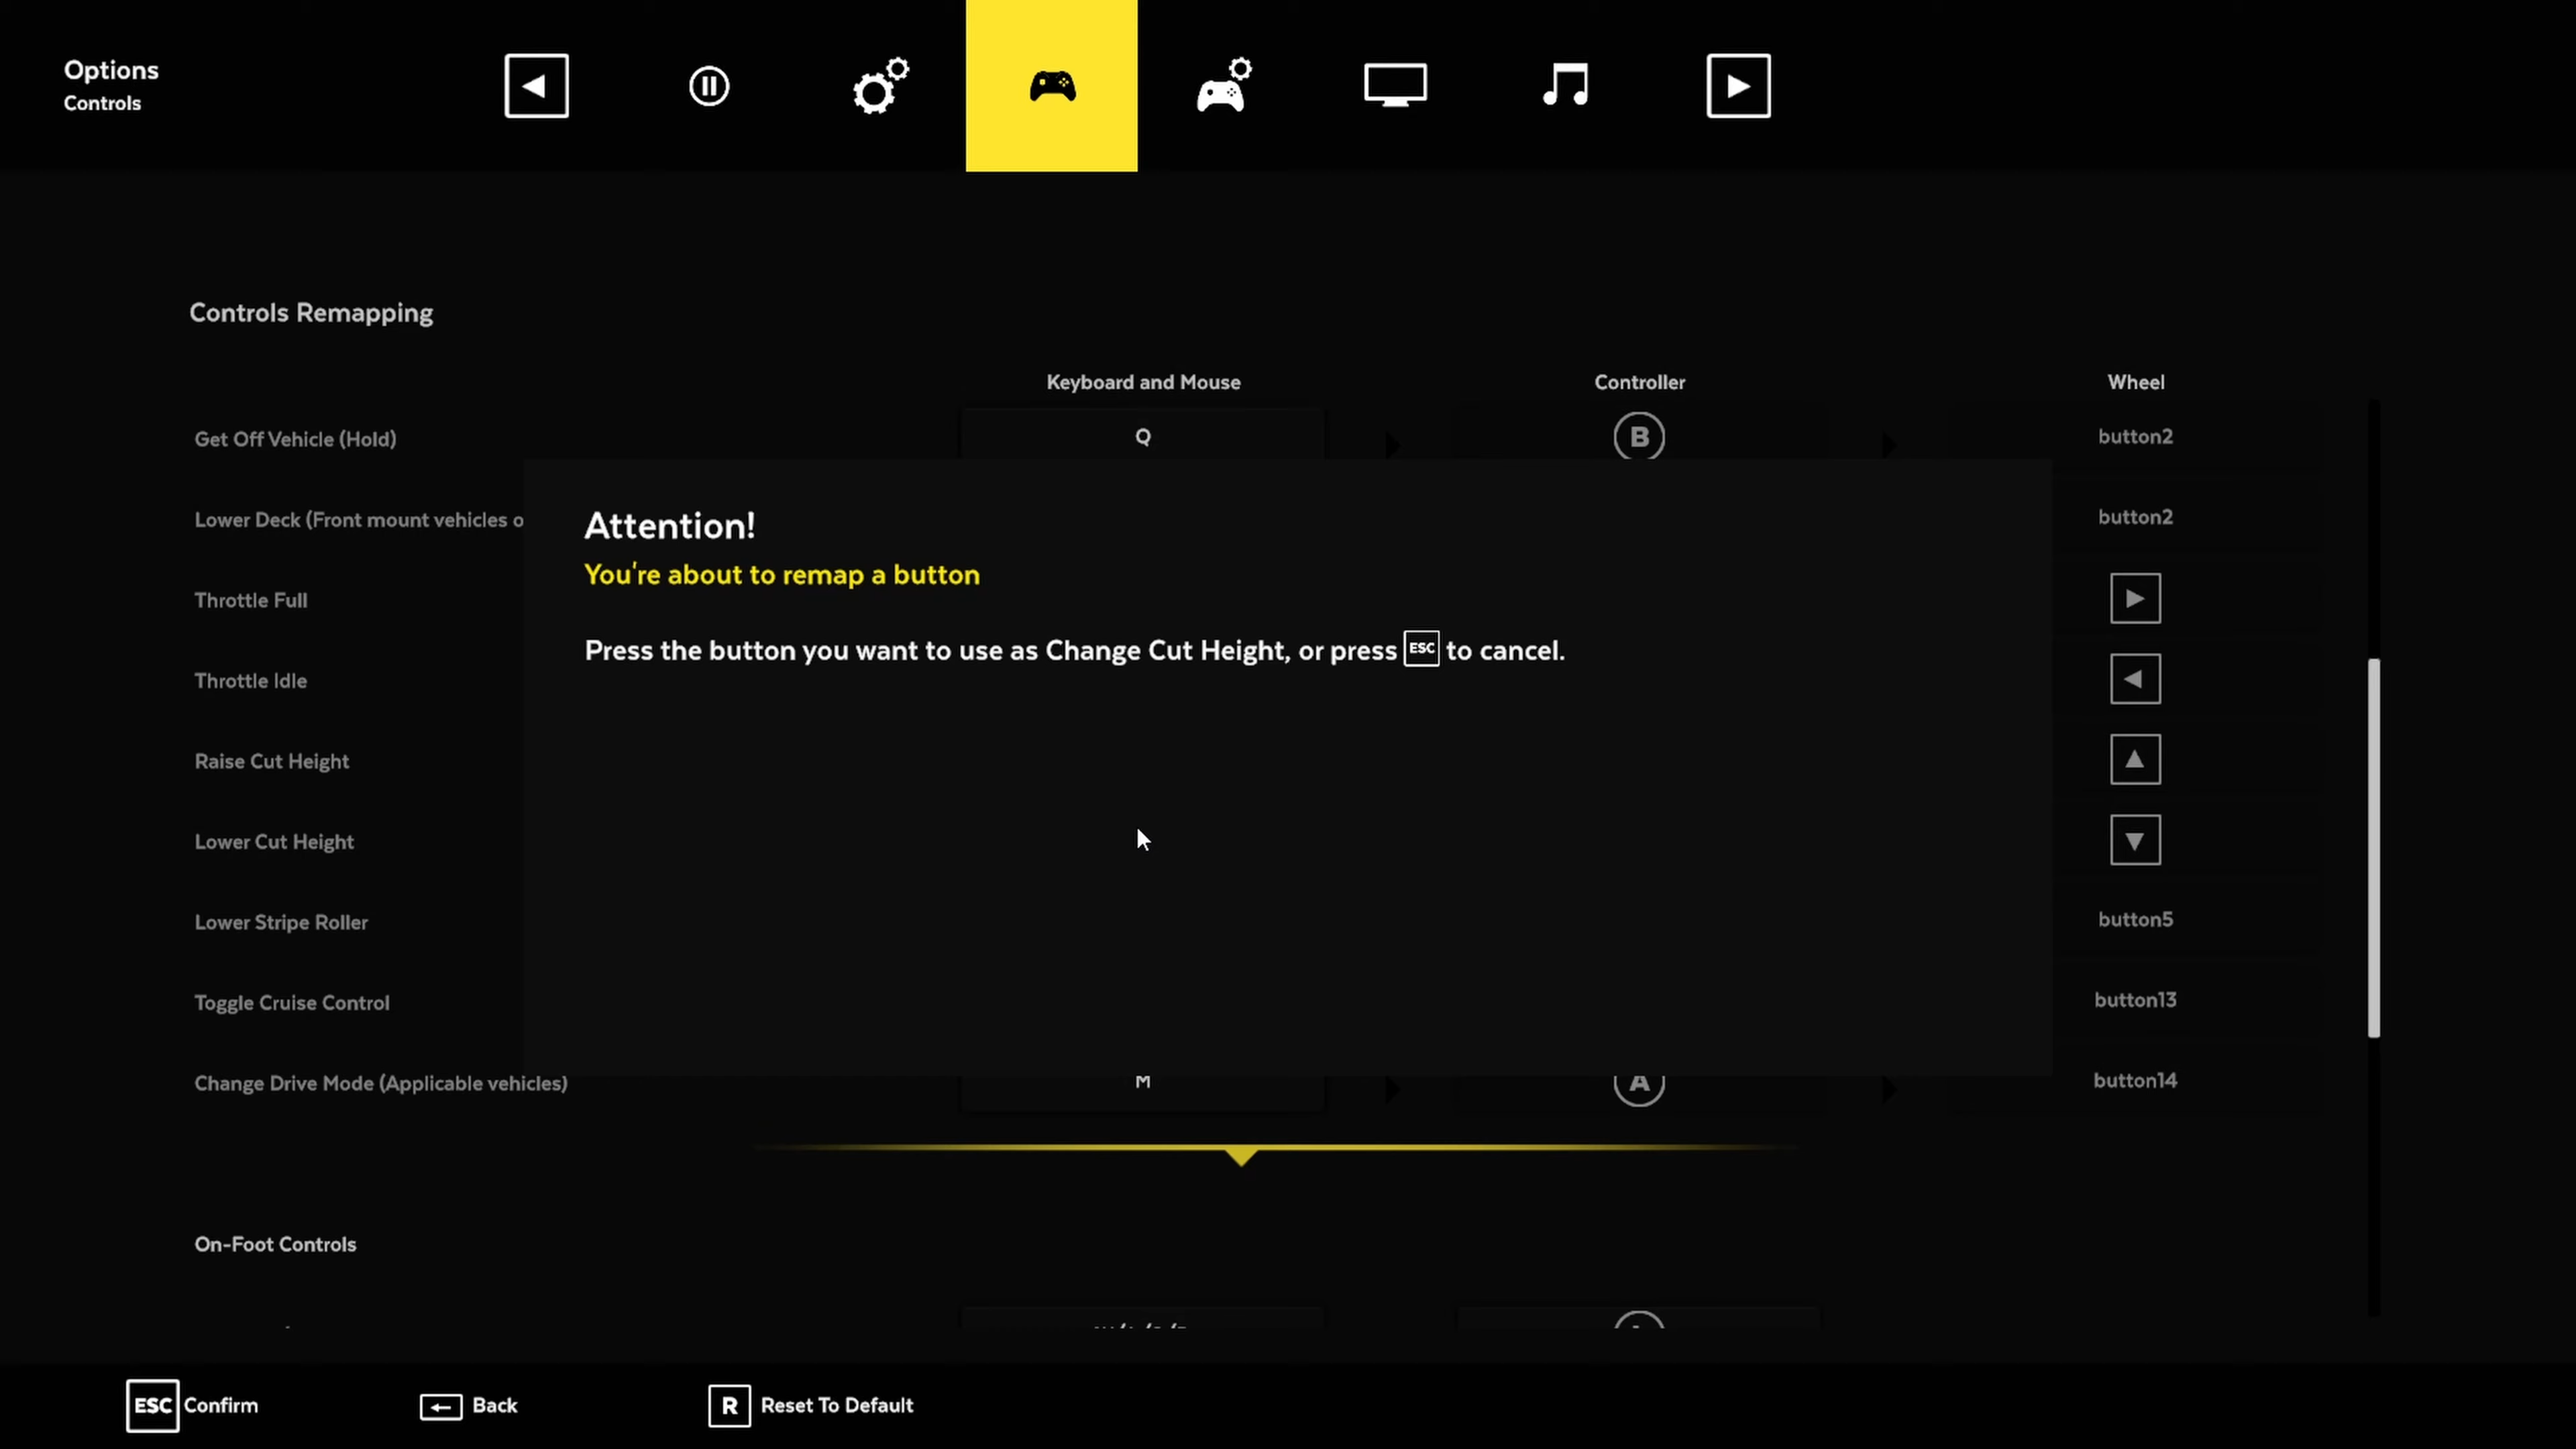 Options
Controls
Controls Remapping
Keyboard and Mouse Controller Wheel
Get Off Vehicle (Hold) Q B button2
Lower Deck (Front mount vehicles o button2
Attention!
You're about to remap a button
Press the button you want to use as Change Cut Height, or press ESC to cancel.
Throttle Full
Throttle Idle
Raise Cut Height
Lower Cut Height
Lower Stripe Roller button5
Toggle Cruise Control button13
Change Drive Mode (Applicable vehicles) M A button14
On-Foot Controls
ESC Confirm Back R Reset To Default